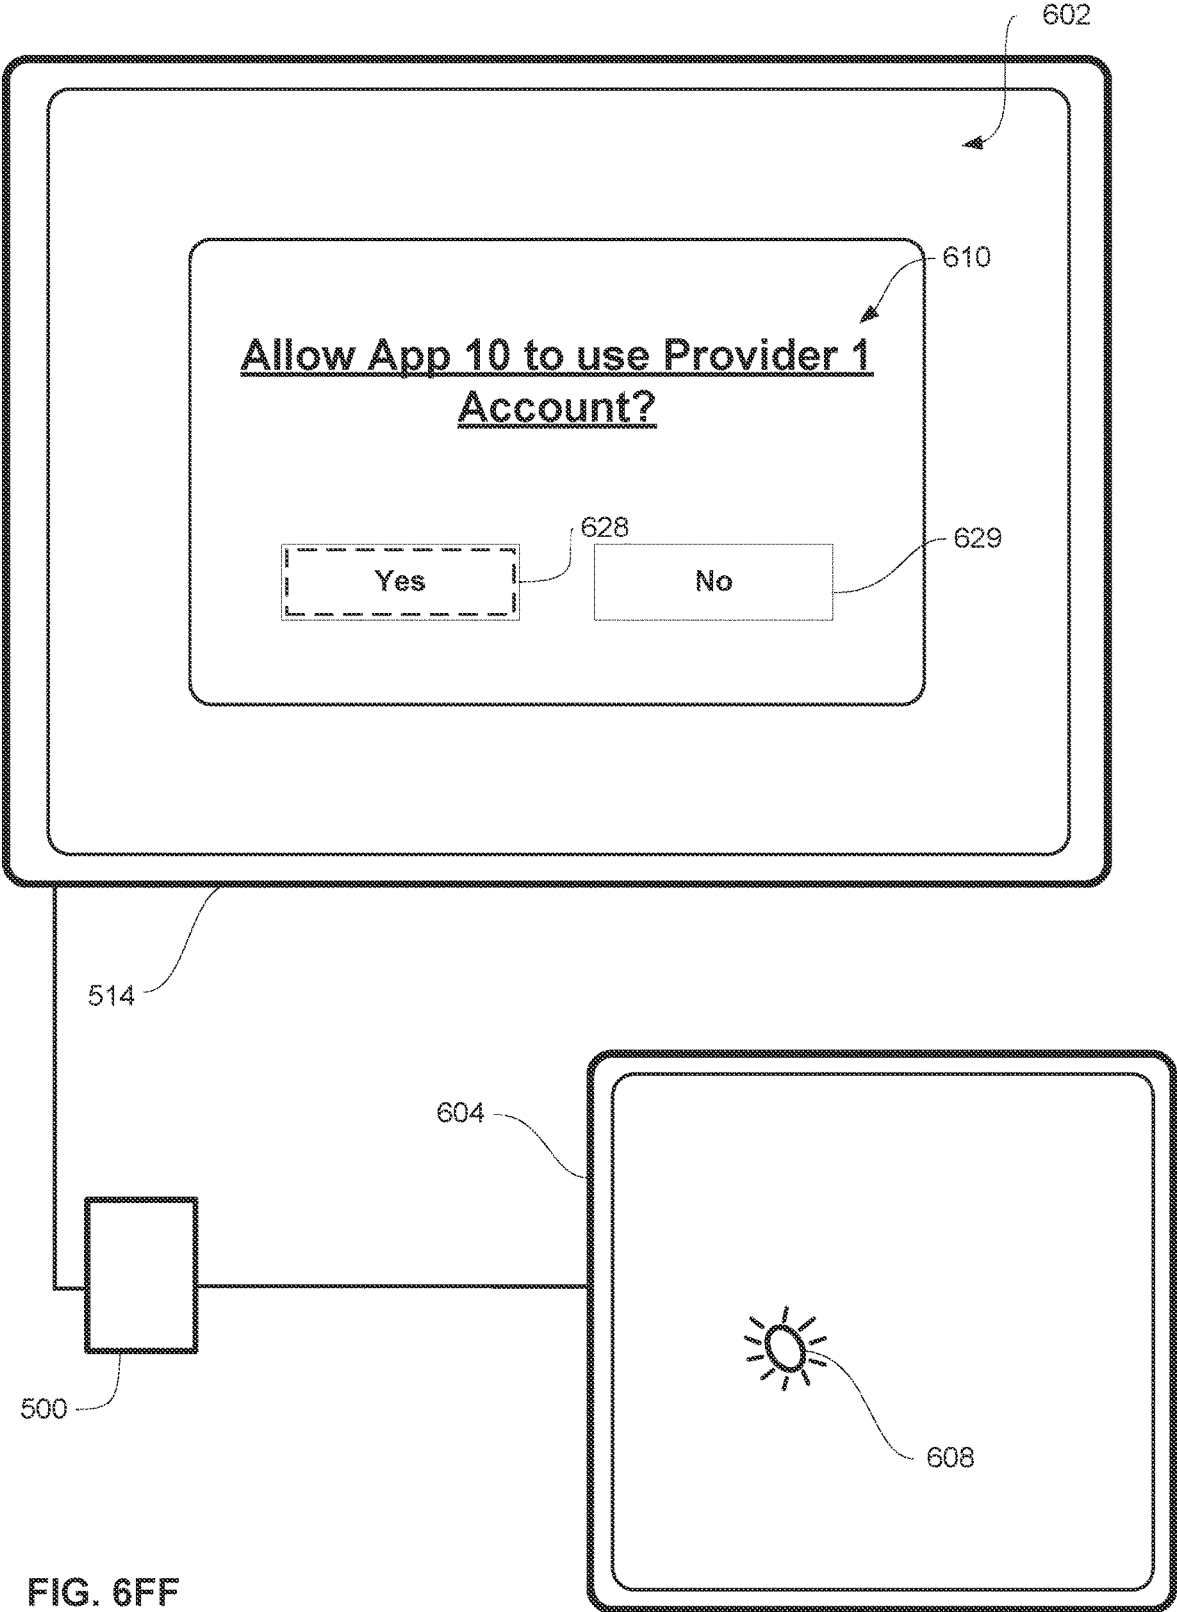 602
610
Allow App 10 to use Provider 1
Account?
628
629
Yes
No
514
604
500
608
FIG. 6FF